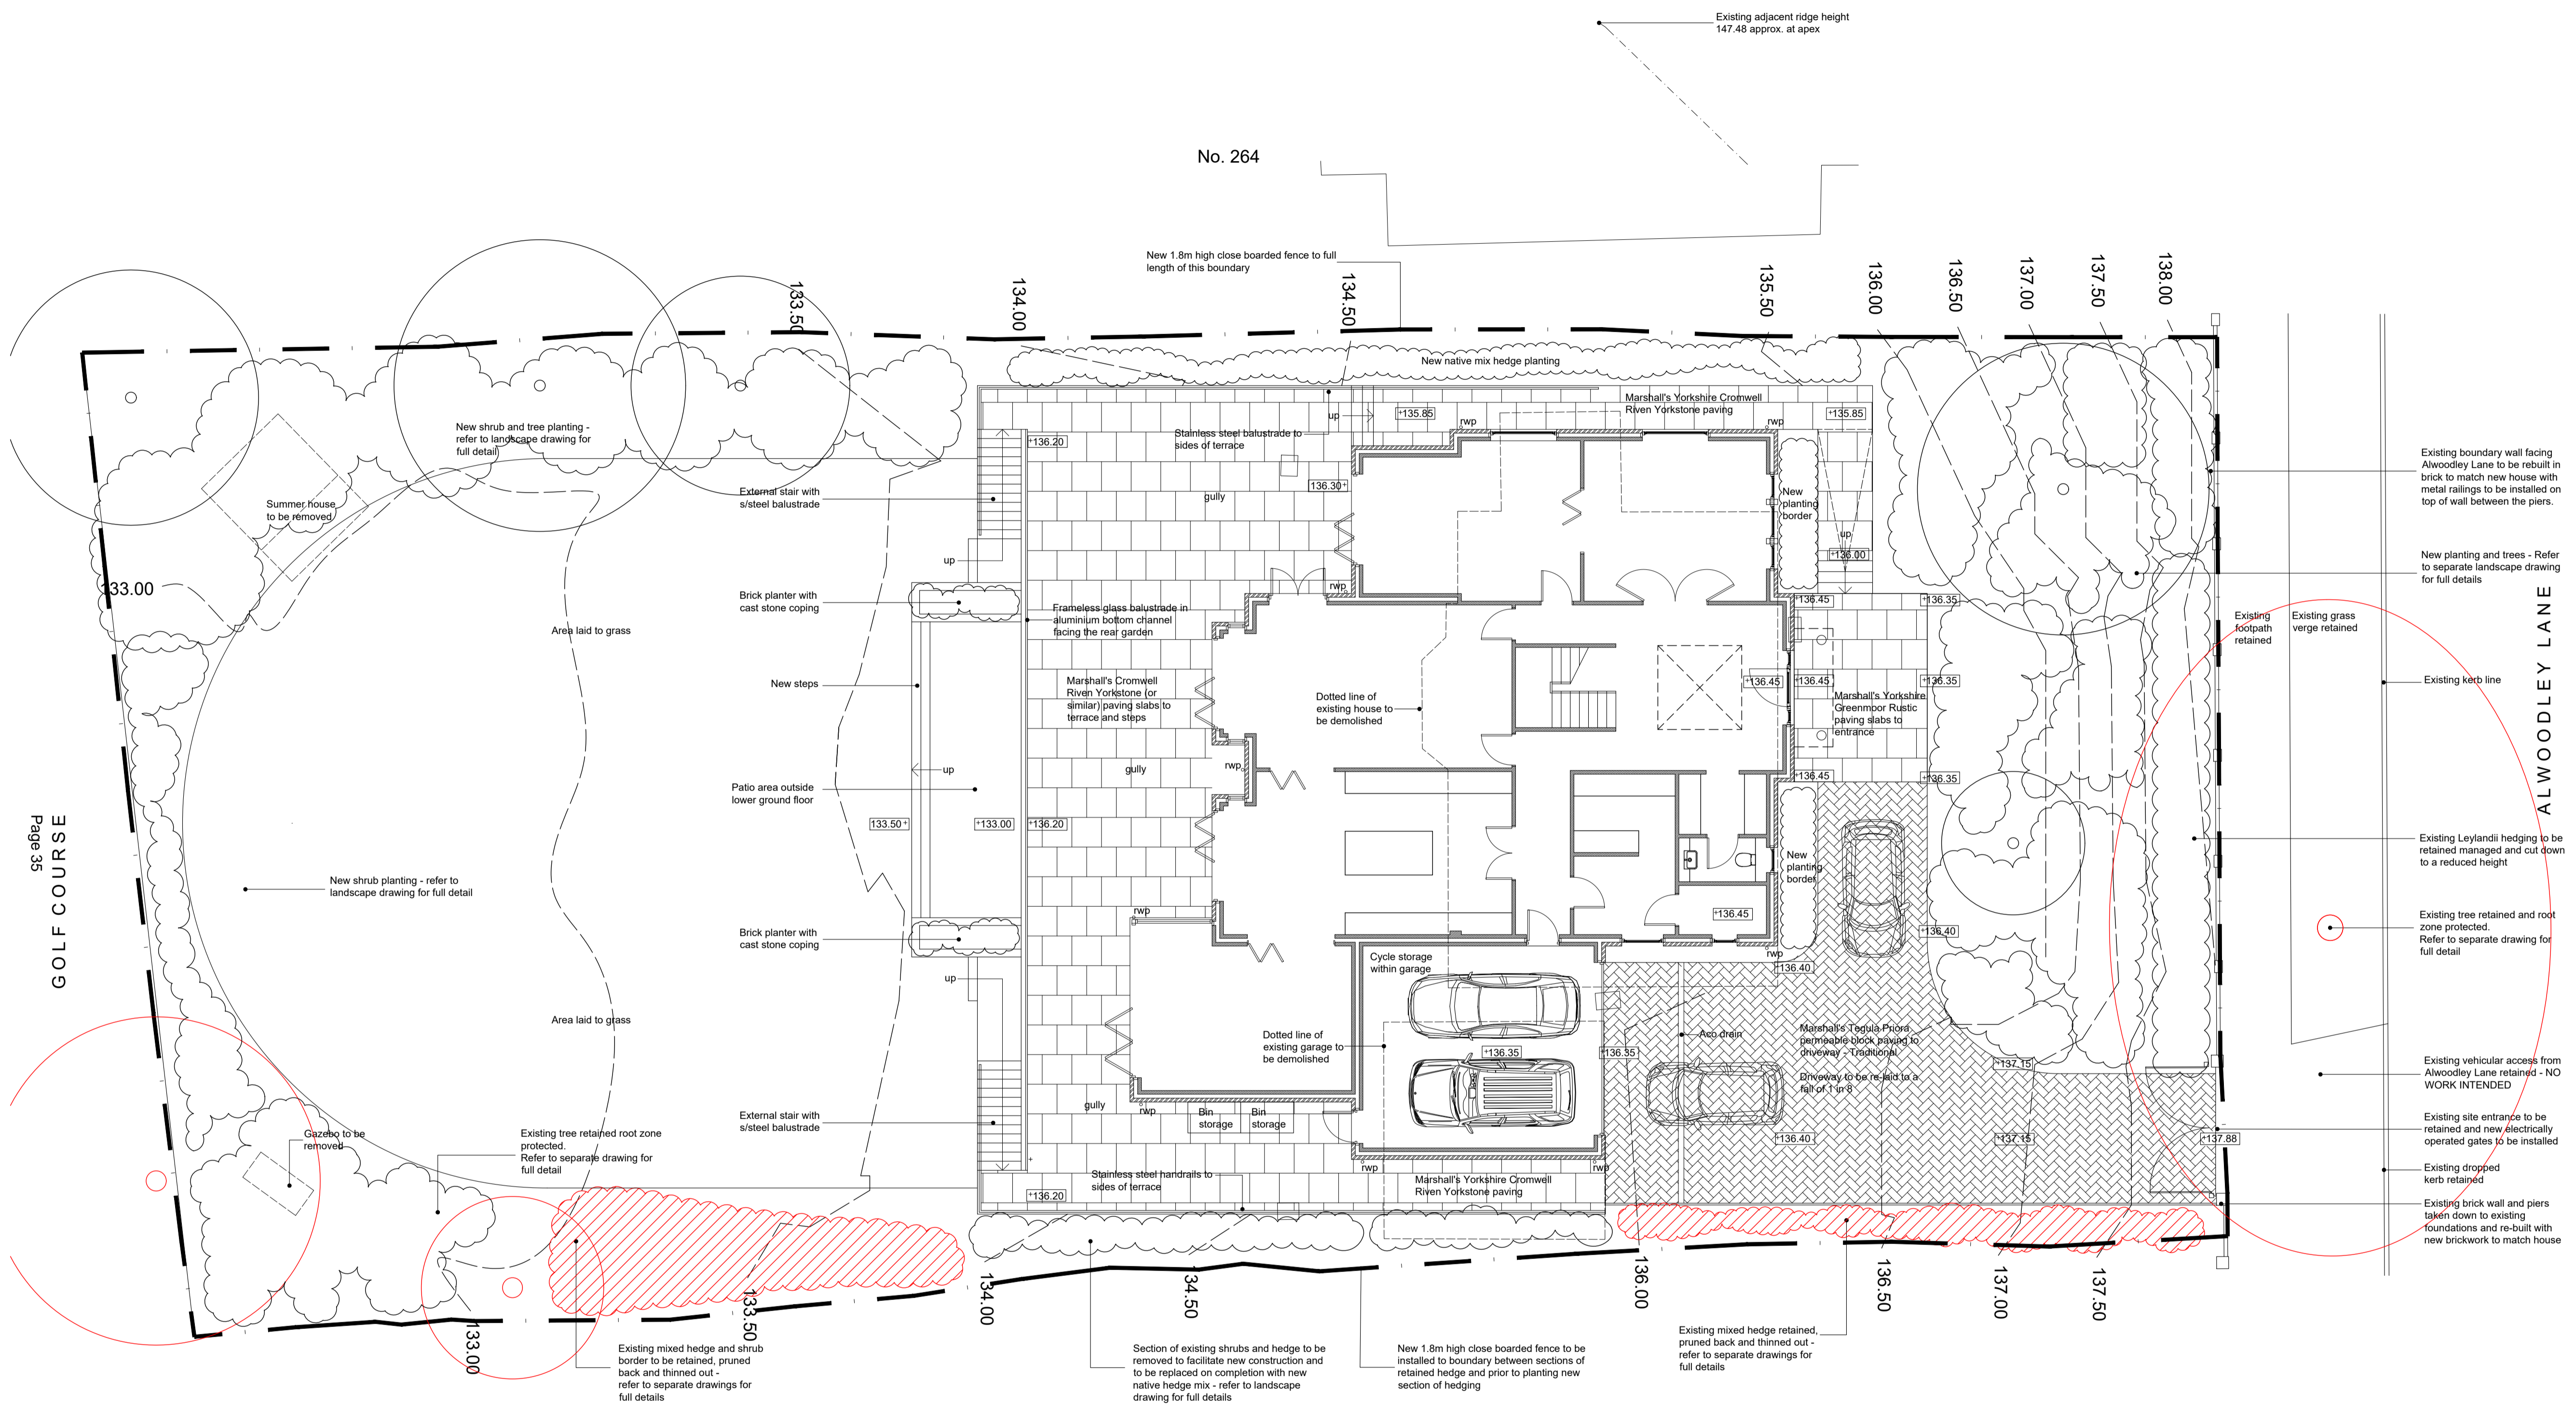 Existing adjacent ridge height
147.48 approx. at apex
No. 264
New 1.8m high close boarded fence to full
length of this boundary
133.50
134.00
134.50
135.50
136.00
136.50
137.00
137.50
138.00
New native mix hedge planting
Marshall's Yorkshire Cromwell
Riven Yorkstone paving
up
+135.85
+135.85
rwp
rwp
Stainless steel balustrade to
sides of terrace
+136.20
136.30+
gully
New shrub and tree planting -
refer to landscape drawing for
full detail
Summer house
to be removed
External stair with
s/steel balustrade
up
New
planting
border
up
+136.00
Existing boundary wall facing
Alwoodley Lane to be rebuilt in
brick to match new house with
metal railings to be installed on
top of wall between the piers.
New planting and trees - Refer
to separate landscape drawing
for full details
133.00
Brick planter with
cast stone coping
rwp
Frameless glass balustrade in
aluminium bottom channel
facing the rear garden
Area laid to grass
+136.45
+136.35
Existing
footpath
retained
Existing grass
verge retained
ALWOODLEY LANE
New steps
Marshall's Cromwell
Riven Yorkstone (or
similar) paving slabs to
terrace and steps
Dotted line of
existing house to
be demolished
+136.45
+136.45
+136.35
Marshall's Yorkshire
Greenmoor Rustic
paving slabs to
entrance
Existing kerb line
up
gully
rwp
+136.45
+136.35
Patio area outside
lower ground floor
133.50+
+133.00
+136.20
GOLF COURSE
Page 35
New
planting
border
Existing Leylandii hedging to be
retained managed and cut down
to a reduced height
New shrub planting - refer to
landscape drawing for full detail
rwp
+136.45
Brick planter with
cast stone coping
+136.40
Existing tree retained and root
zone protected.
Refer to separate drawing for
full detail
rwp
+136.40
Cycle storage
within garage
up
Area laid to grass
Dotted line of
existing garage to
be demolished
+136.35
+136.35
Aco drain
Marshall's Tegula Priora
permeable block paving to
driveway - Traditional
Driveway to be re-laid to a
fall of 1 in 8
+137.15
Existing vehicular access from
Alwoodley Lane retained - NO
WORK INTENDED
gully
rwp
Bin
storage
Bin
storage
External stair with
s/steel balustrade
Gazebo to be
removed
Existing tree retained root zone
protected.
Refer to separate drawing for
full detail
+136.40
+137.15
+137.88
Existing site entrance to be
retained and new electrically
operated gates to be installed
Existing dropped
kerb retained
rwp
rwp
Stainless steel handrails to
sides of terrace
+136.20
Marshall's Yorkshire Cromwell
Riven Yorkstone paving
Existing brick wall and piers
taken down to existing
foundations and re-built with
new brickwork to match house
133.00
133.50
134.00
34.50
136.00
136.50
137.00
137.50
Existing mixed hedge and shrub
border to be retained, pruned
back and thinned out -
refer to separate drawings for
full details
Section of existing shrubs and hedge to be
removed to facilitate new construction and
to be replaced on completion with new
native hedge mix - refer to landscape
drawing for full details
New 1.8m high close boarded fence to be
installed to boundary between sections of
retained hedge and prior to planting new
section of hedging
Existing mixed hedge retained,
pruned back and thinned out -
refer to separate drawings for
full details